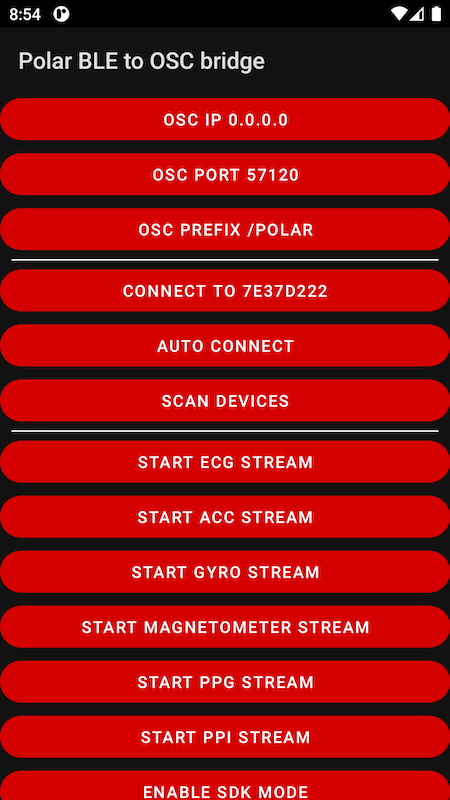 8:54
Polar BLE to OSC bridge
OSC IP 0.0.0.0
OSC PORT 57120
OSC PREFIX /POLAR
CONNECT TO 7E37D222
AUTO CONNECT
SCAN DEVICES
START ECG STREAM
START ACC STREAM
START GYRO STREAM
START MAGNETOMETER STREAM
START PPG STREAM
START PPI STREAM
ENABLE SDK MODE